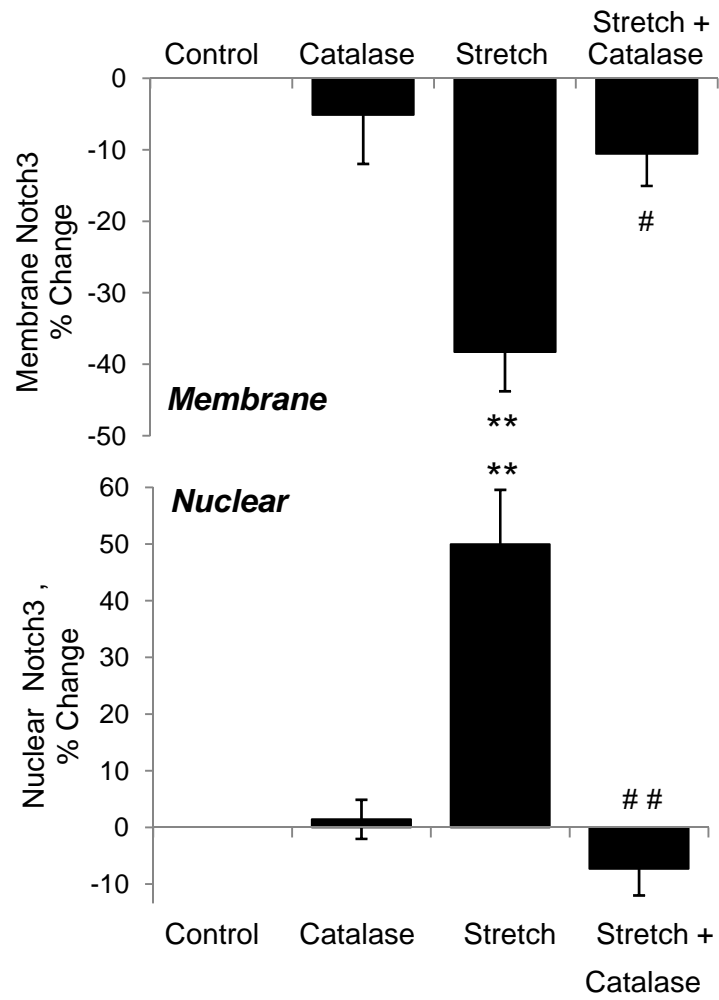 Stretch +
Control Catalase Stretch Catalase
0
-10
-20
-30
-40
-50
Membrane Notch3
% Change
#
Membrane
**
**
Nuclear
60
50
40
30
20
10
0
-10
Nuclear Notch3 ,
% Change
# #
Control Catalase Stretch Stretch +
Catalase